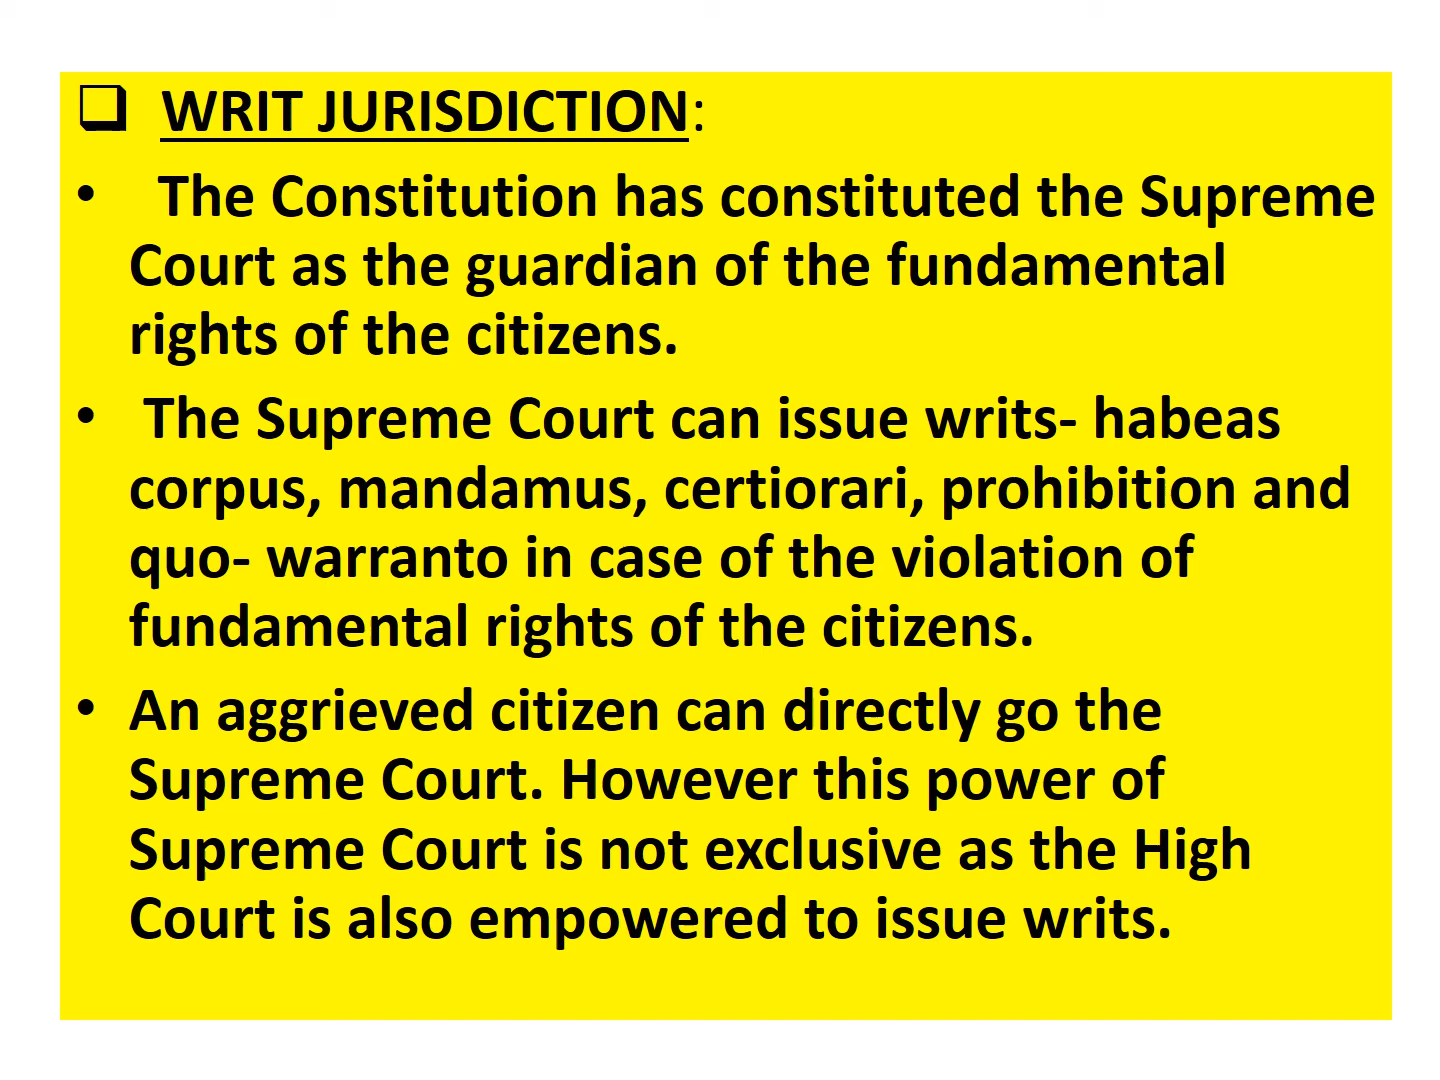 ❑ WRIT JURISDICTION:
• The Constitution has constituted the Supreme
Court as the guardian of the fundamental
rights of the citizens.
• The Supreme Court can issue writs- habeas
corpus, mandamus, certiorari, prohibition and
quo- warranto in case of the violation of
fundamental rights of the citizens.
• An aggrieved citizen can directly go the
Supreme Court. However this power of
Supreme Court is not exclusive as the High
Court is also empowered to issue writs.